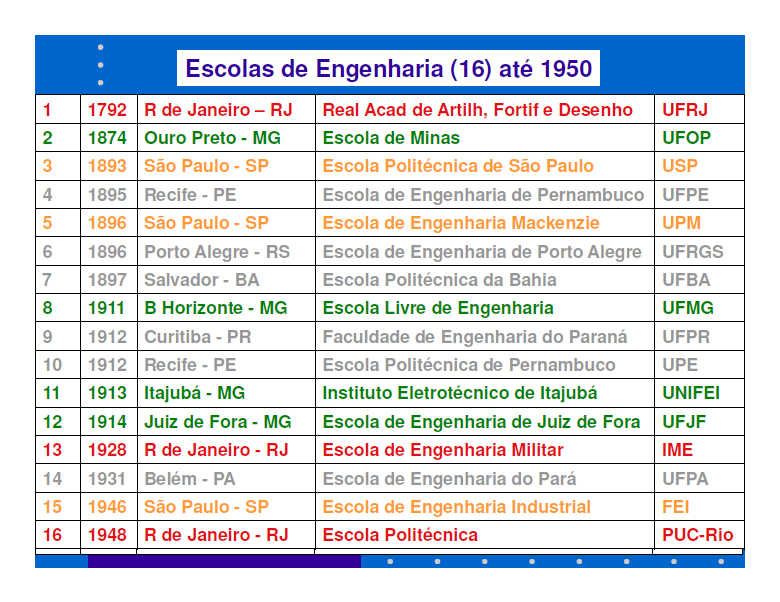 Escolas de Engenharia (16) até 1950
1 1792 R de Janeiro – RJ Real Acad de Artilh, Fortif e Desenho UFRJ
2 1874 Ouro Preto - MG Escola de Minas UFOP
3 1893 São Paulo - SP Escola Politécnica de São Paulo USP
4 1895 Recife - PE Escola de Engenharia de Pernambuco UFPE
5 1896 São Paulo - SP Escola de Engenharia Mackenzie UPM
6 1896 Porto Alegre - RS Escola de Engenharia de Porto Alegre UFRGS
7 1897 Salvador - BA Escola Politécnica da Bahia UFBA
8 1911 B Horizonte - MG Escola Livre de Engenharia UFMG
9 1912 Curitiba - PR Faculdade de Engenharia do Paraná UFPR
10 1912 Recife - PE Escola Politécnica de Pernambuco UPE
11 1913 Itajubá - MG Instituto Eletrotécnico de Itajubá UNIFEI
12 1914 Juiz de Fora - MG Escola de Engenharia de Juiz de Fora UFJF
13 1928 R de Janeiro - RJ Escola de Engenharia Militar IME
14 1931 Belém - PA Escola de Engenharia do Pará UFPA
15 1946 São Paulo - SP Escola de Engenharia Industrial FEI
16 1948 R de Janeiro - RJ Escola Politécnica PUC-Rio